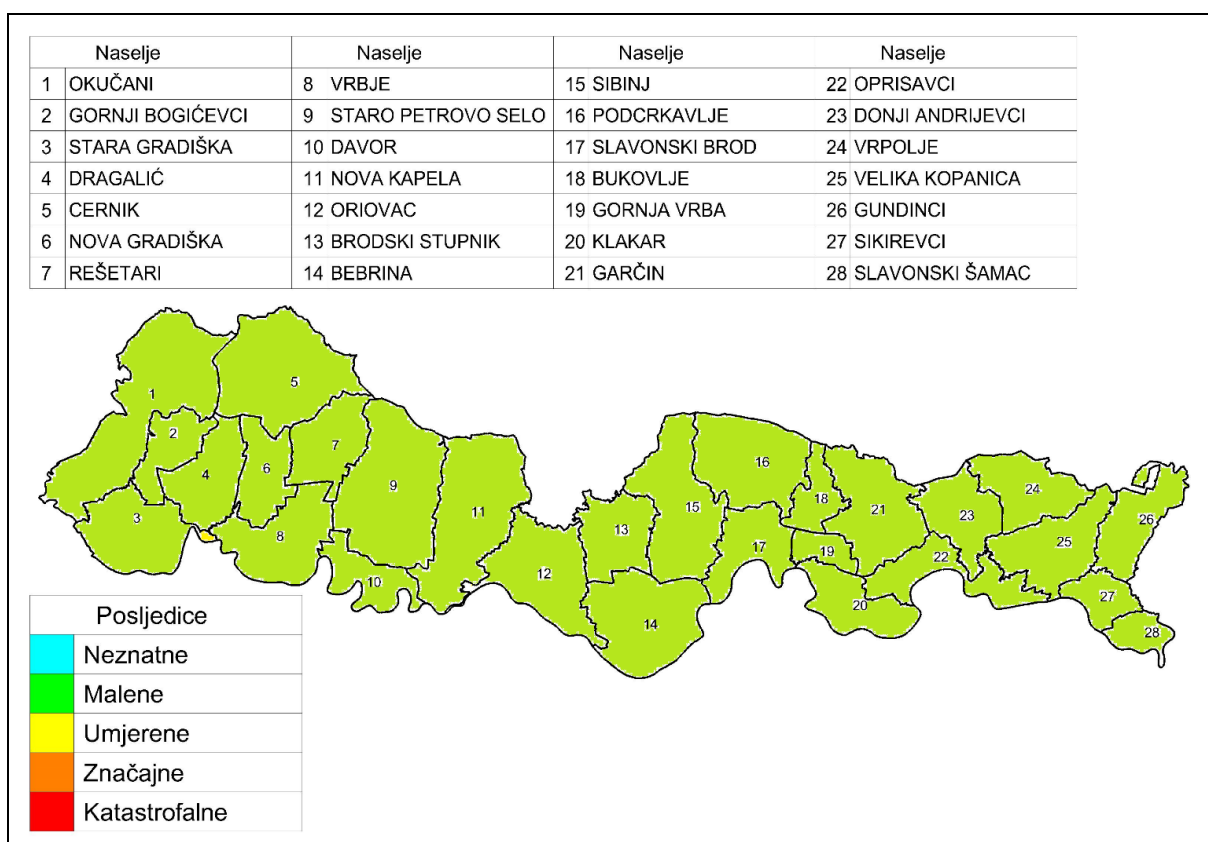 Naselje Naselje Naselje Naselje
1 OKUČANI 8 VRBJE 15 SIBINJ 22 OPRISAVCI
2 GORNJI BOGIĆEVCI 9 STARO PETROVO SELO 16 PODCRKAVLJE 23 DONJI ANDRIJEVCI
3 STARA GRADIŠKA 10 DAVOR 17 SLAVONSKI BROD 24 VRPOLJE
4 DRAGALIĆ 11 NOVA KAPELA 18 BUKOVLJE 25 VELIKA KOPANICA
5 CERNIK 12 ORIOVAC 19 GORNJA VRBA 26 GUNDINCI
6 NOVA GRADIŠKA 13 BRODSKI STUPNIK 20 KLAKAR 27 SIKIREVCI
7 REŠETARI 14 BEBRINA 21 GARČIN 28 SLAVONSKI ŠAMAC
5
1
2
7
16
24
4
6
9
18
21
3
11
15
23
26
13
8
17
19
22
25
12
10
20
27
14
28
Posljedice
Neznatne
Malene
Umjerene
Značajne
Katastrofalne